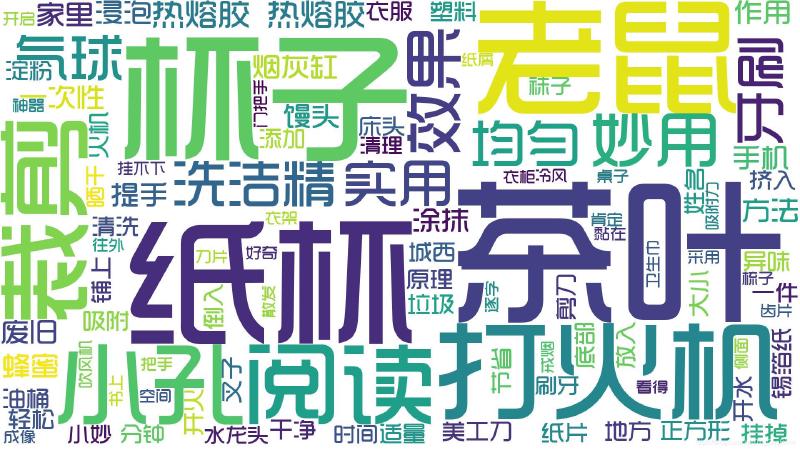 开启
家里
浸泡
热熔胶
热熔胶
衣服
塑料
作用
淀粉
气球
杯子
烟灰缸
门把手
效果
纸屑
老鼠
袜子
牙刷
神器
一次性
馒头
添加
床头
清理
均匀
妙用
手机
裁剪
火机
晒干
挂不下
提手
洗洁精
实用
衣柜
冷风
桌子
姓名
吸附力
挤入
方法
清洗
往外
铺上
纸杯
衣架
刀片
好奇
倒入
散发
涂抹
城西
原理
垃圾
茶叶
肯定
黏在
卫生巾
采用
逐字
剪刀
大小
异味
一件
梳子
卤片
废旧
吸附
蜂蜜
油桶
轻松
成像
小孔
吹风机
把手
书上
空间
开火
叉子
阅读
打火机
节省
戒烟
底部
放入
刷牙
看得
侧面
开水
锡箔纸
小妙
分钟
水龙头
干净
时间
适量
美工刀
纸片
地方
正方形
挂掉